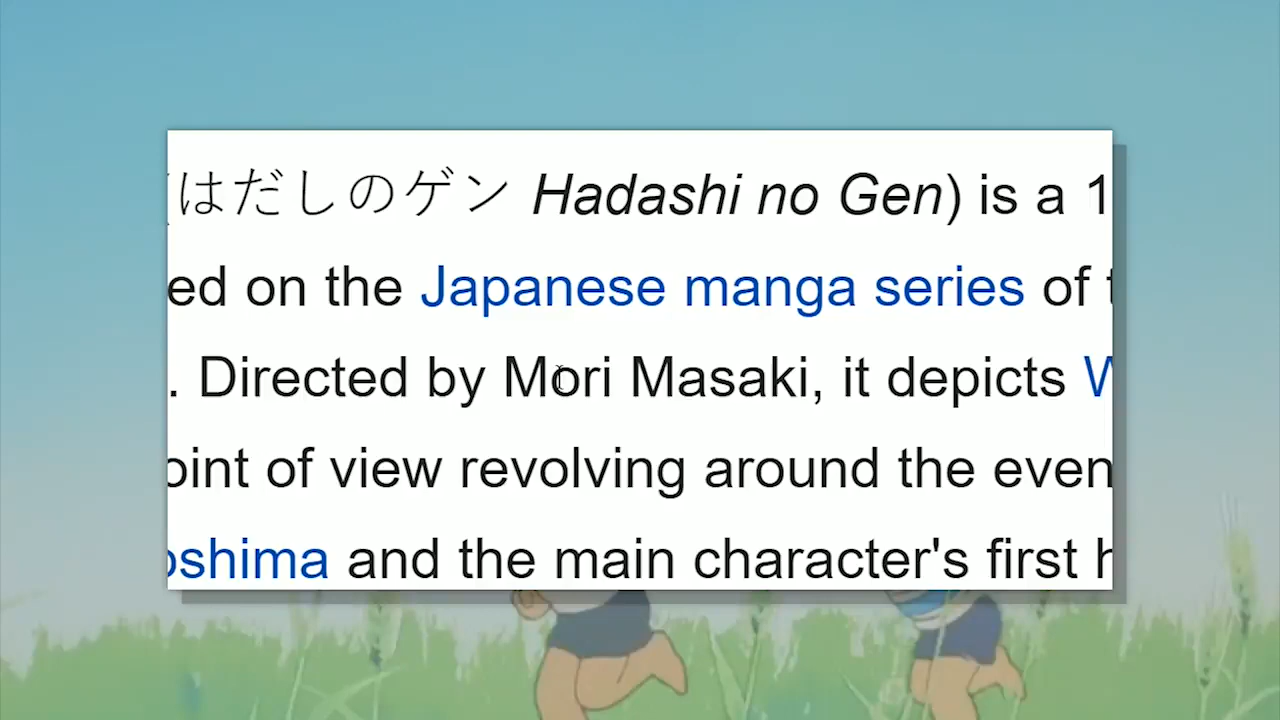 (はだしのゲン Hadashi no Gen) is a 1
ed on the Japanese manga series of t
. Directed by Mori Masaki, it depicts W
oint of view revolving around the even
oshima and the main character's first h